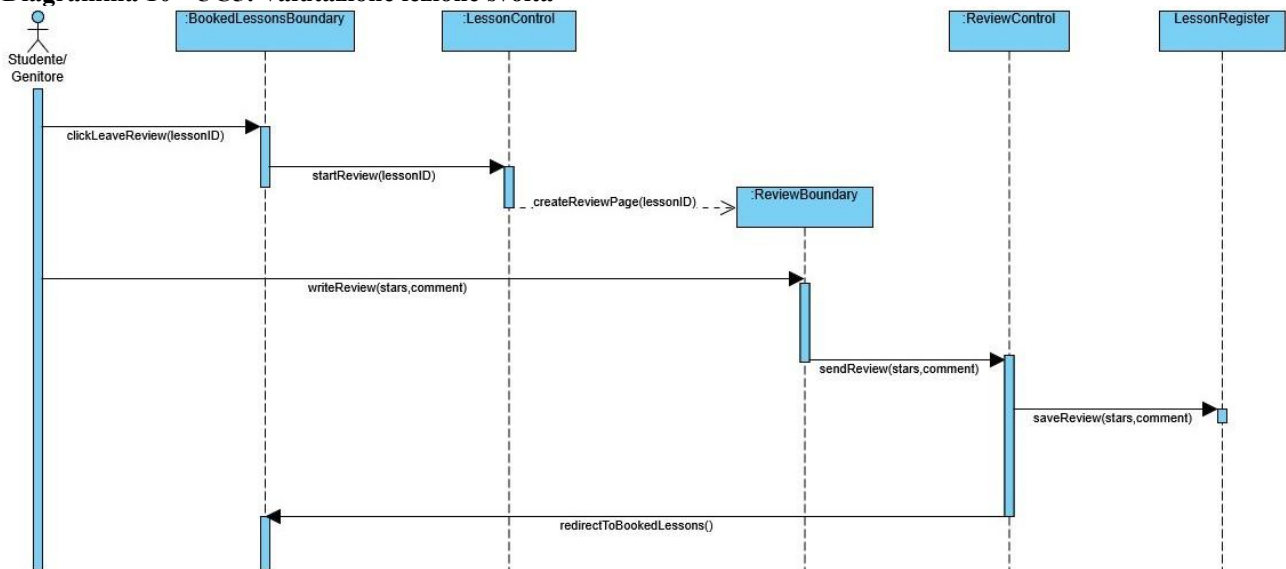 :BookedLessonsBoundary
:LessonControl
:ReviewControl
LessonRegister
Studente/
Genitore
clickLeaveReview(lessonID)
startReview(lessonID)
createReviewPage(lessonID)
:ReviewBoundary
writeReview(stars,comment)
sendReview(stars,comment)
saveReview(stars,comment)
redirectToBookedLessons()